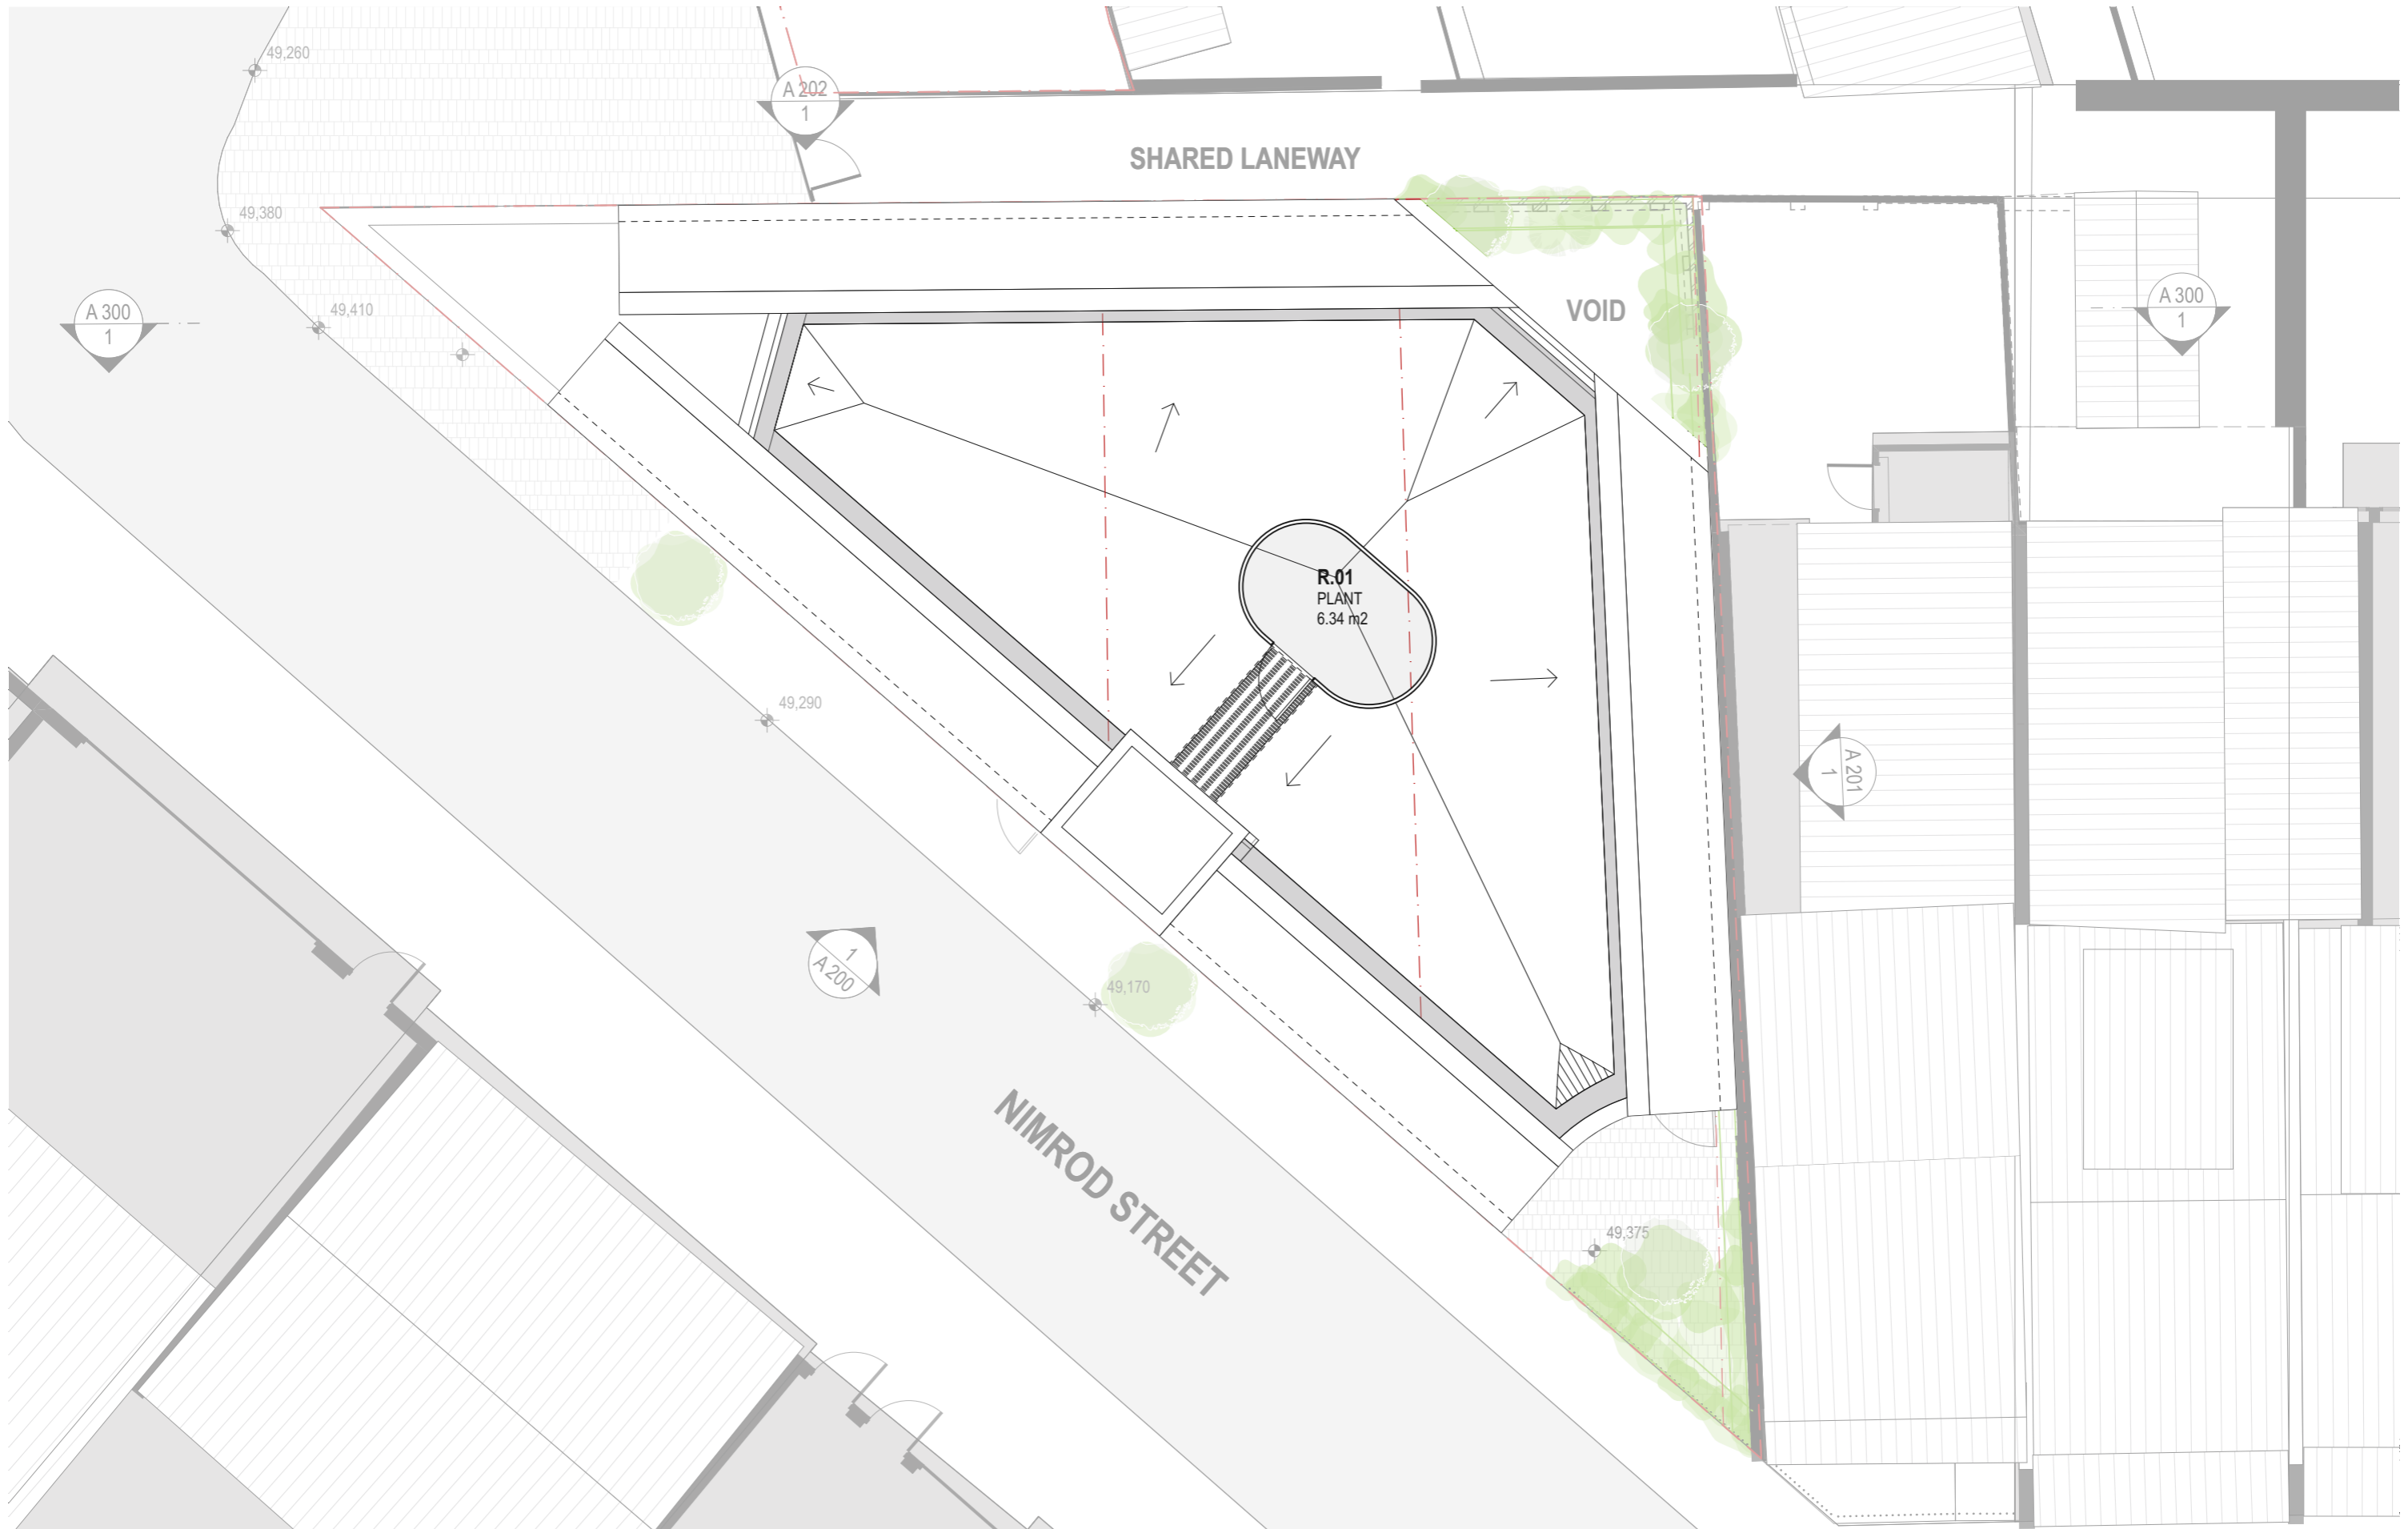 49,260
A 202
1
SHARED LANEWAY
49,380
A 300
1
49,410
VOID
A 300
1
R.01
PLANT
6.34 m2
49,290
A 201
1
1
A 200
49,170
NIMROD STREET
49,375